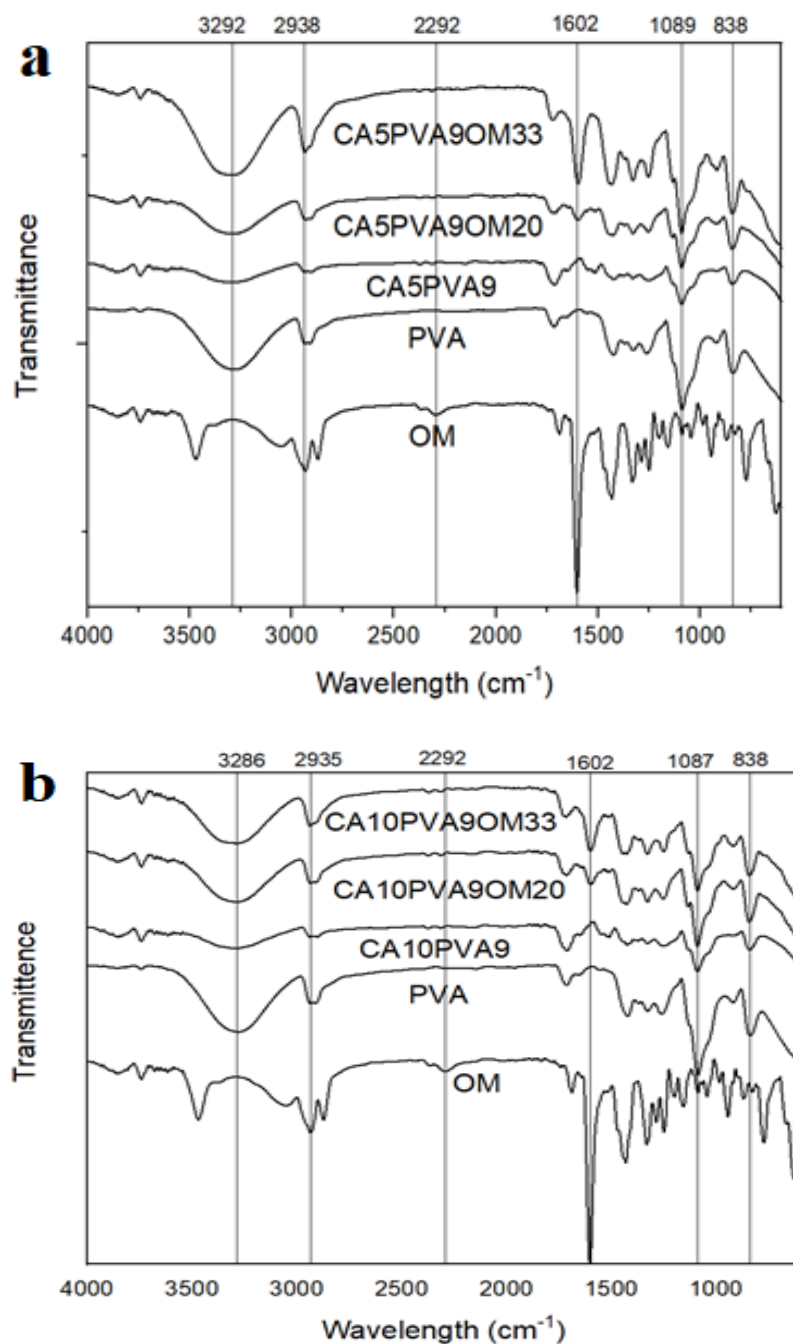 3292 2938 2292 1602 1089 838
a
CA5PVA9OM33
CA5PVA9OM20
CA5PVA9
PVA
OM
Transmittance
4000 3500 3000 2500 2000 1500 1000
Wavelength (cm⁻¹)
3286 2935 2292 1602 1087 838
b
CA10PVA9OM33
CA10PVA9OM20
CA10PVA9
PVA
OM
Transmittence
4000 3500 3000 2500 2000 1500 1000
Wavelength (cm⁻¹)